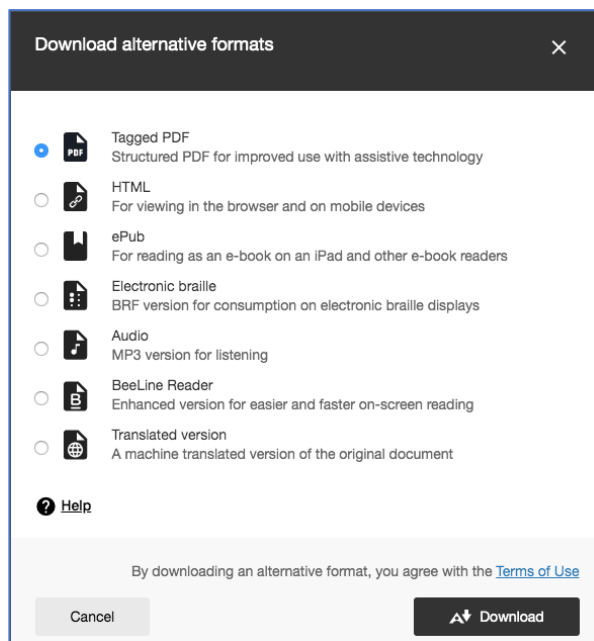 Download alternative formats
Tagged PDF
PDF
Structured PDF for improved use with assistive technology
HTML
For viewing in the browser and on mobile devices
ePub
For reading as an e-book on an iPad and other e-book readers
Electronic braille
BRF version for consumption on electronic braille displays
Audio
MP3 version for listening
BeeLine Reader
B
Enhanced version for easier and faster on-screen reading
Translated version
A machine translated version of the original document
? Help
By downloading an alternative format, you agree with the Terms of Use
Cancel
A Download